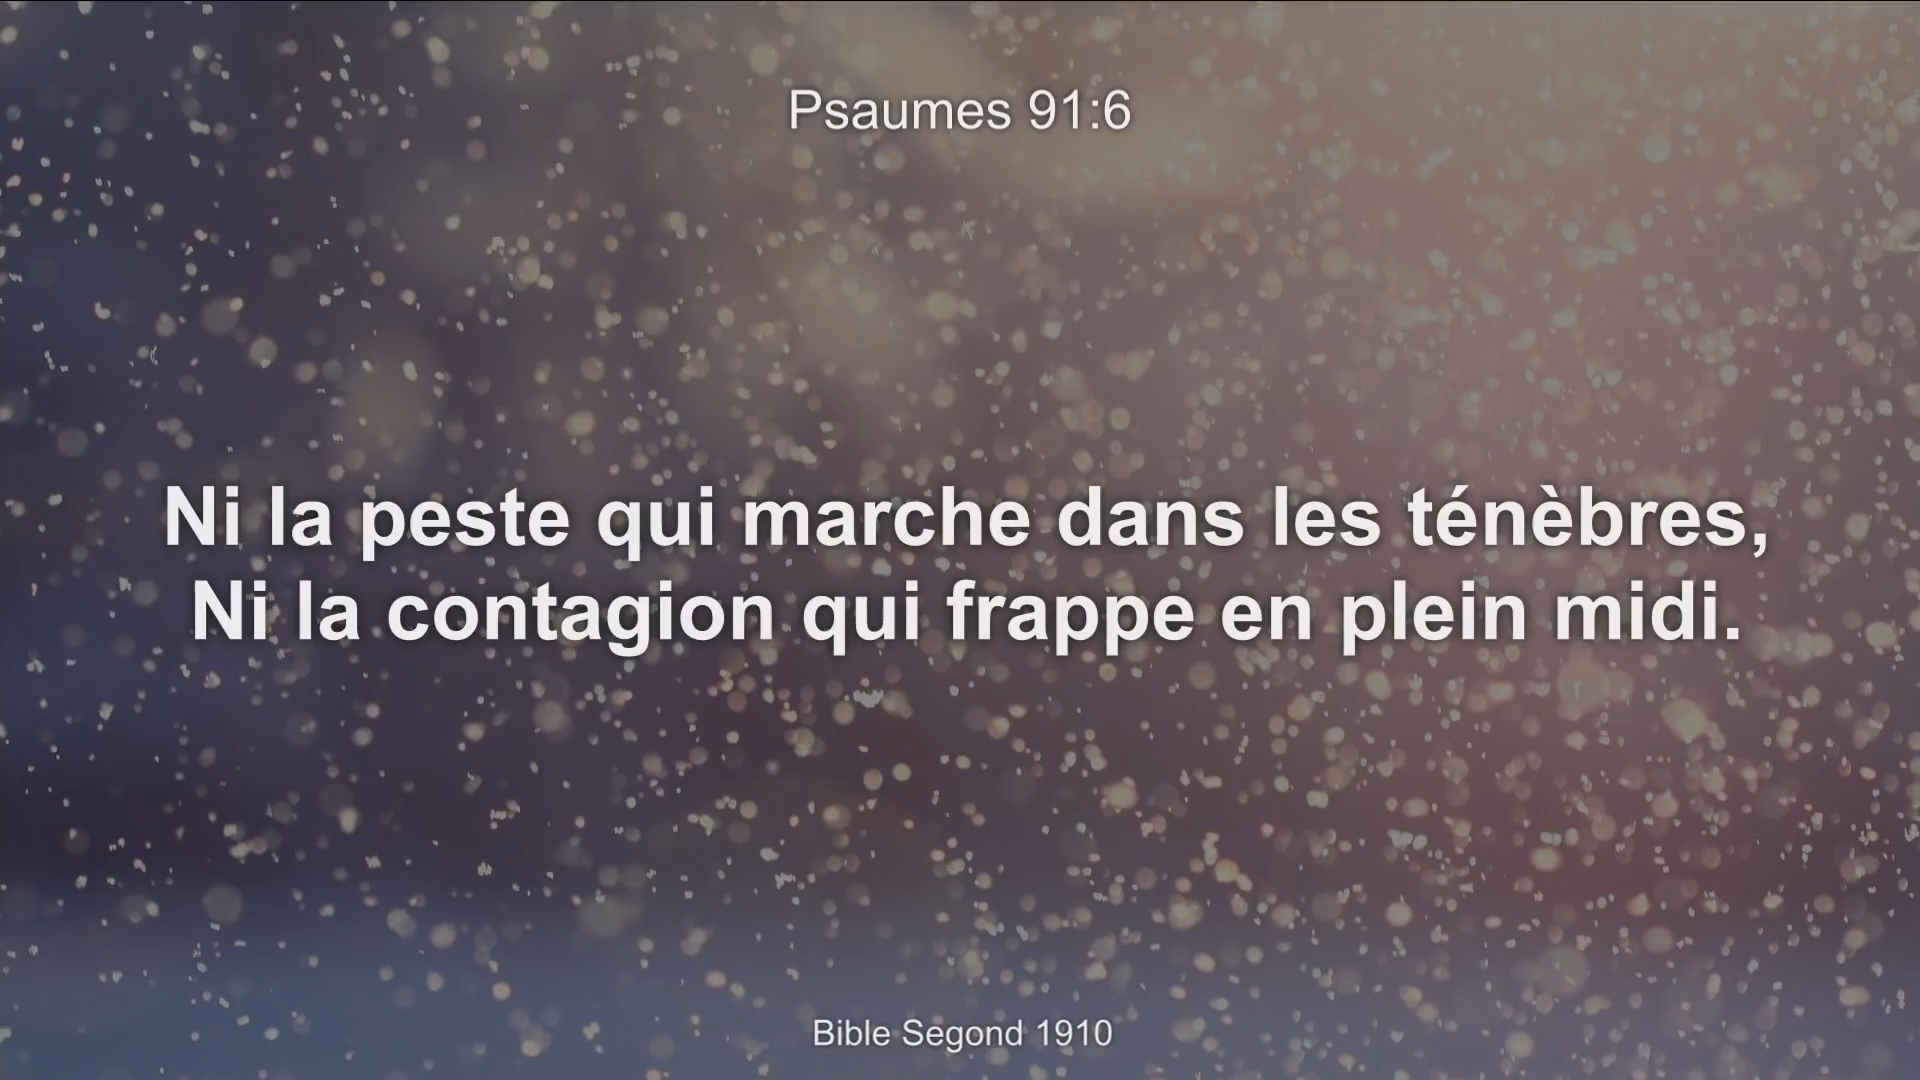 Psaumes 91:6
Ni la peste qui marche dans les ténèbres,
Ni la contagion qui frappe en plein midi.
Bible Segond 1910